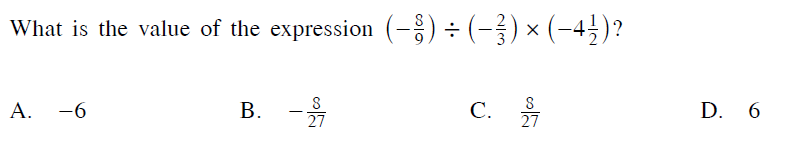 What is the value of the expression (−8/9) ÷ (−2/3) × (−4 1/2)?
A. −6 B. −8/27 C. 8/27 D. 6